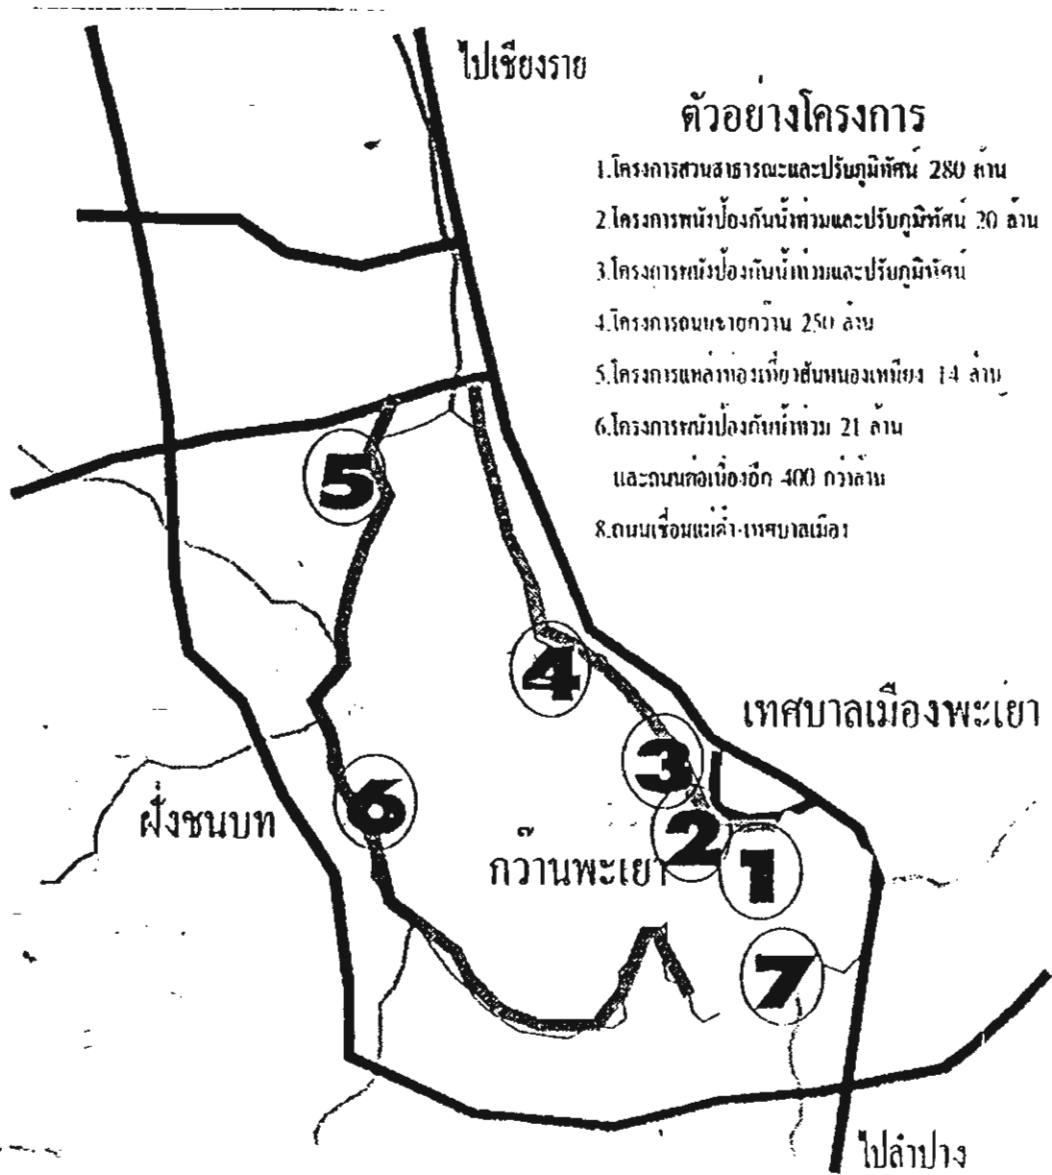 ไปเชียงราย
ตัวอย่างโครงการ
1.โครงการสวนสาธารณะและปรับภูมิทัศน์ 280 ล้าน
2.โครงการพนังป้องกันน้ำท่วมและปรับภูมิทัศน์ 20 ล้าน
3.โครงการพนังป้องกันน้ำท่วมและปรับภูมิทัศน์
4.โครงการถนนชายกว๊าน 250 ล้าน
5.โครงการแหล่งท่องเที่ยวสันหนองเหนียง 14 ล้าน
6.โครงการพนังป้องกันน้ำท่วม 21 ล้าน
และถนนต่อเนื่องอีก 400 กว่าล้าน
8.ถนนเชื่อมแม่ต๋ำ-เทศบาลเมือง
5
4
เทศบาลเมืองพะเยา
3
6
ฝั่งชนบท
2
กว๊านพะเยา
1
7
ไปลำปาง